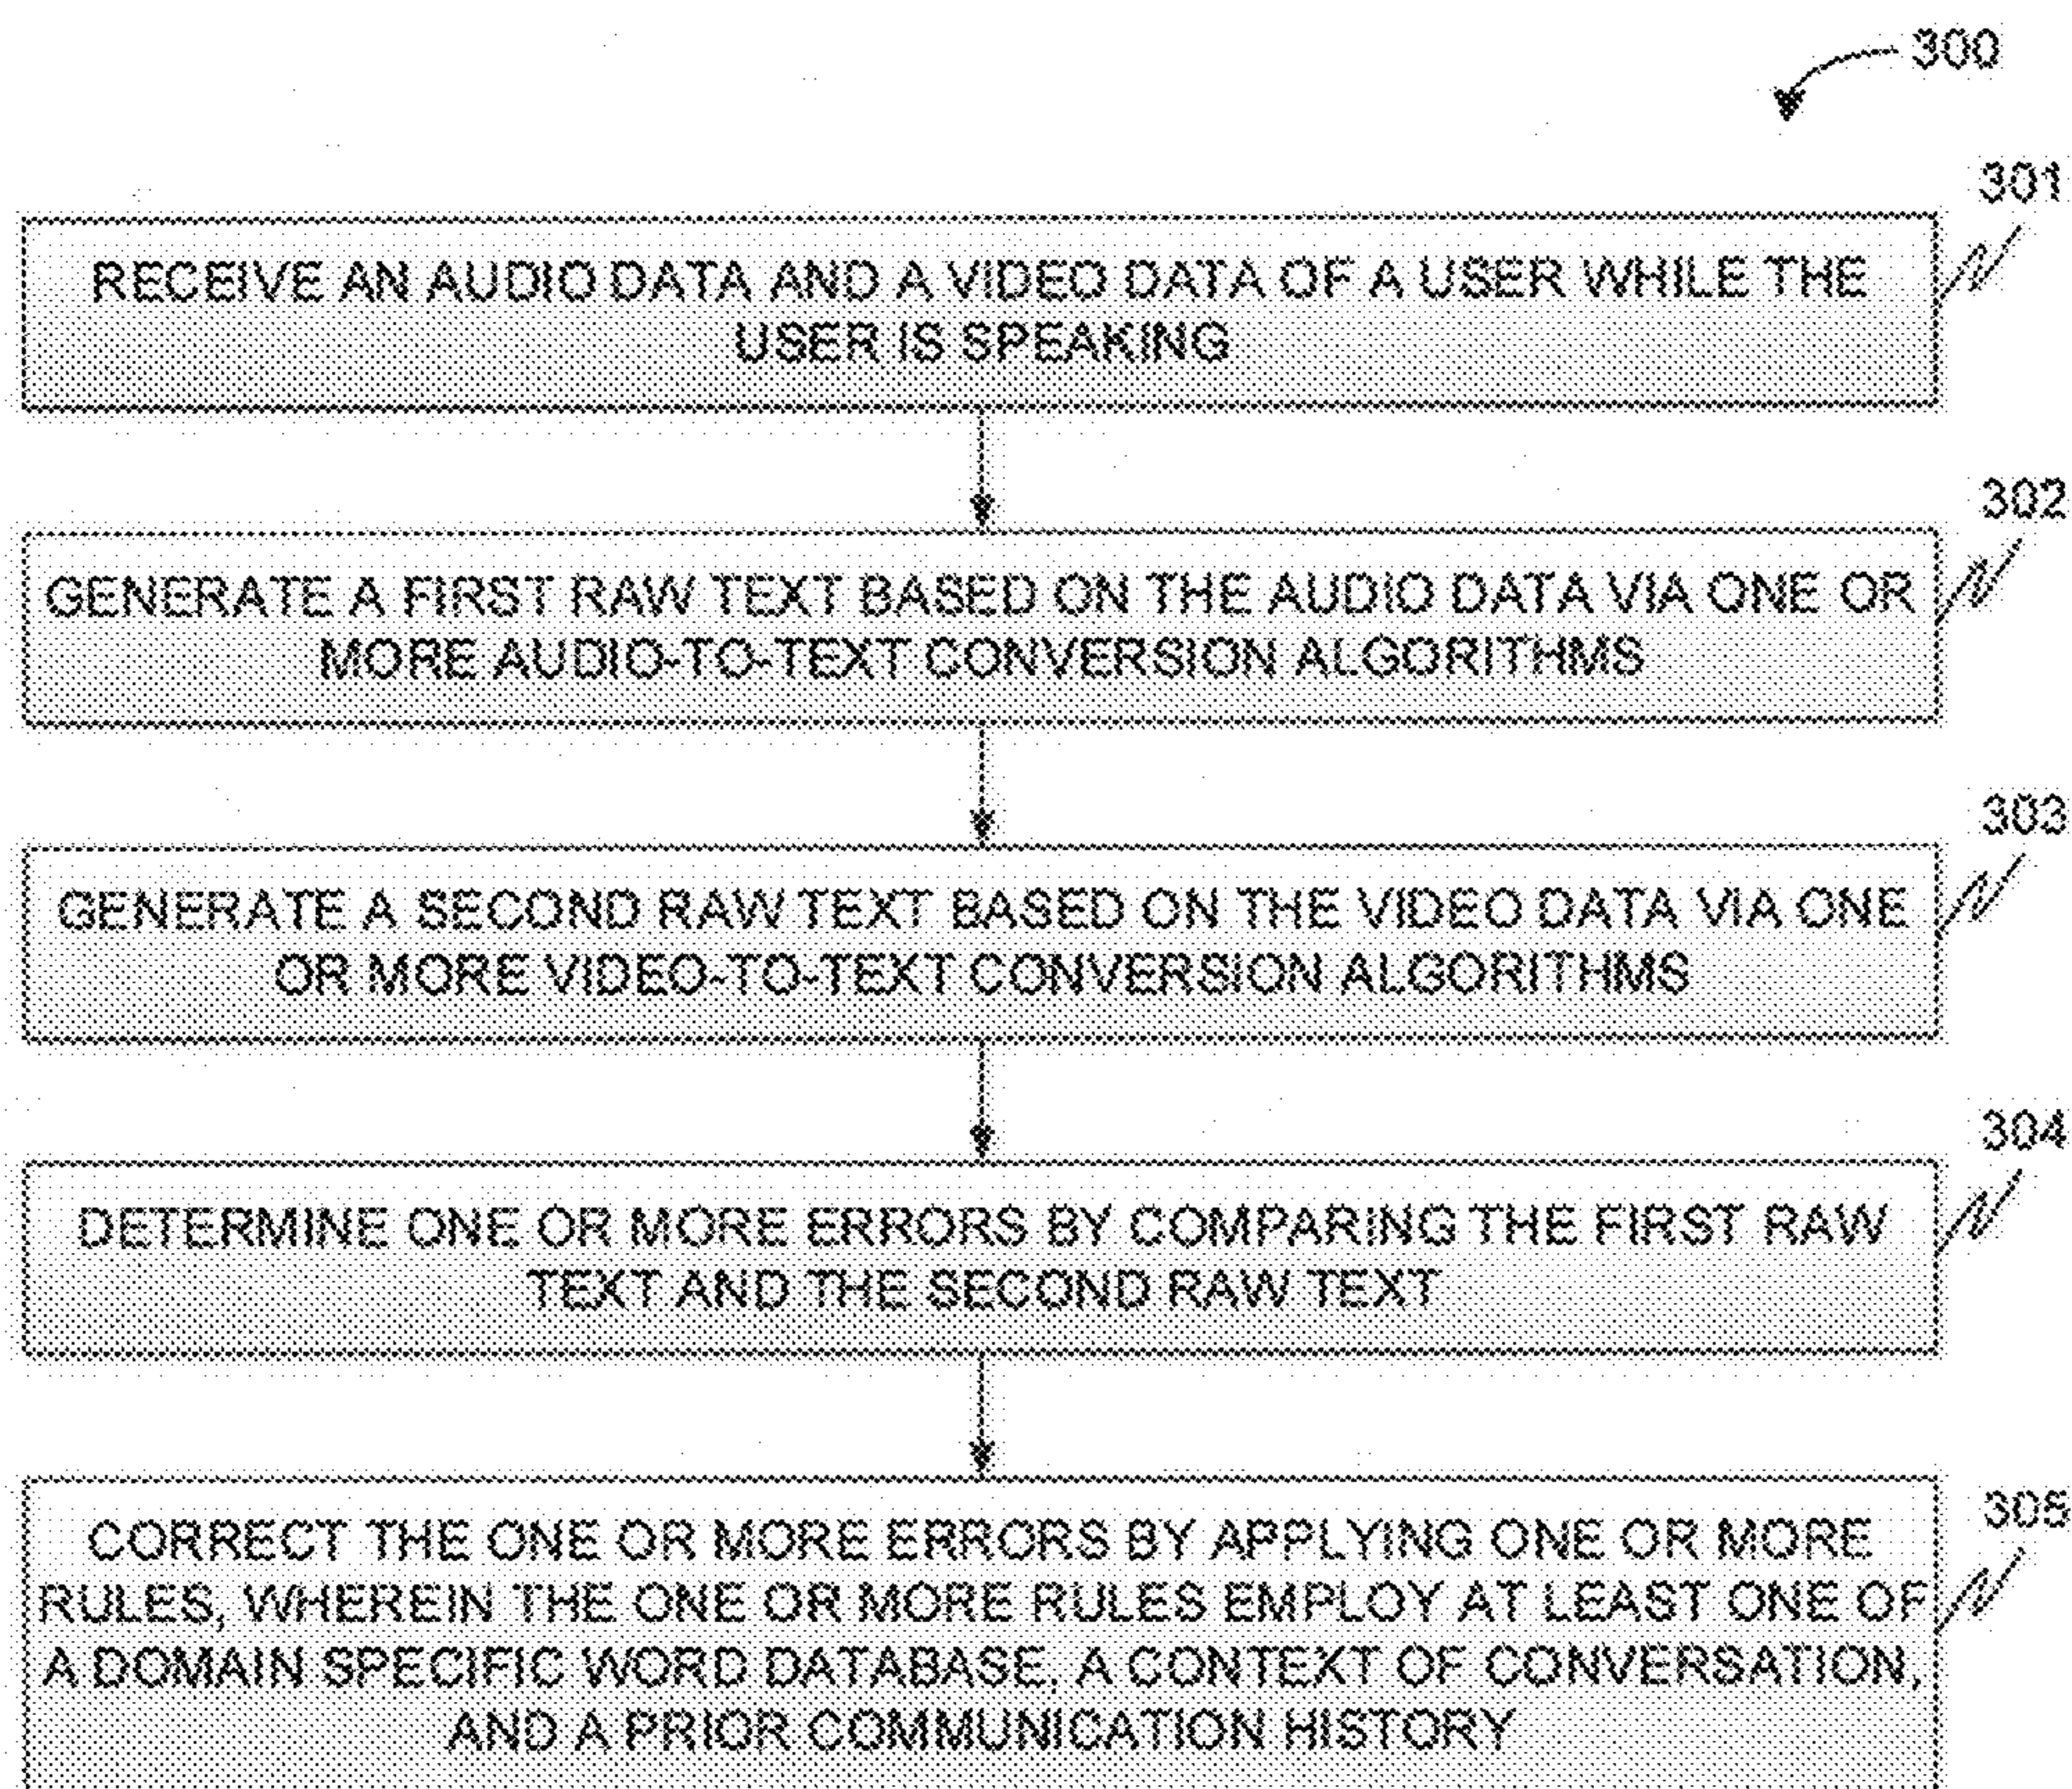 300
301
RECEIVE AN AUDIO DATA AND A VIDEO DATA OF A USER WHILE THE
USER IS SPEAKING
302
GENERATE A FIRST RAW TEXT BASED ON THE AUDIO DATA VIA ONE OR
MORE AUDIO-TO-TEXT CONVERSION ALGORITHMS
303
GENERATE A SECOND RAW TEXT BASED ON THE VIDEO DATA VIA ONE
OR MORE VIDEO-TO-TEXT CONVERSION ALGORITHMS
304
DETERMINE ONE OR MORE ERRORS BY COMPARING THE FIRST RAW
TEXT AND THE SECOND RAW TEXT
305
CORRECT THE ONE OR MORE ERRORS BY APPLYING ONE OR MORE
RULES, WHEREIN THE ONE OR MORE RULES EMPLOY AT LEAST ONE OF
A DOMAIN SPECIFIC WORD DATABASE, A CONTEXT OF CONVERSATION,
AND A PRIOR COMMUNICATION HISTORY